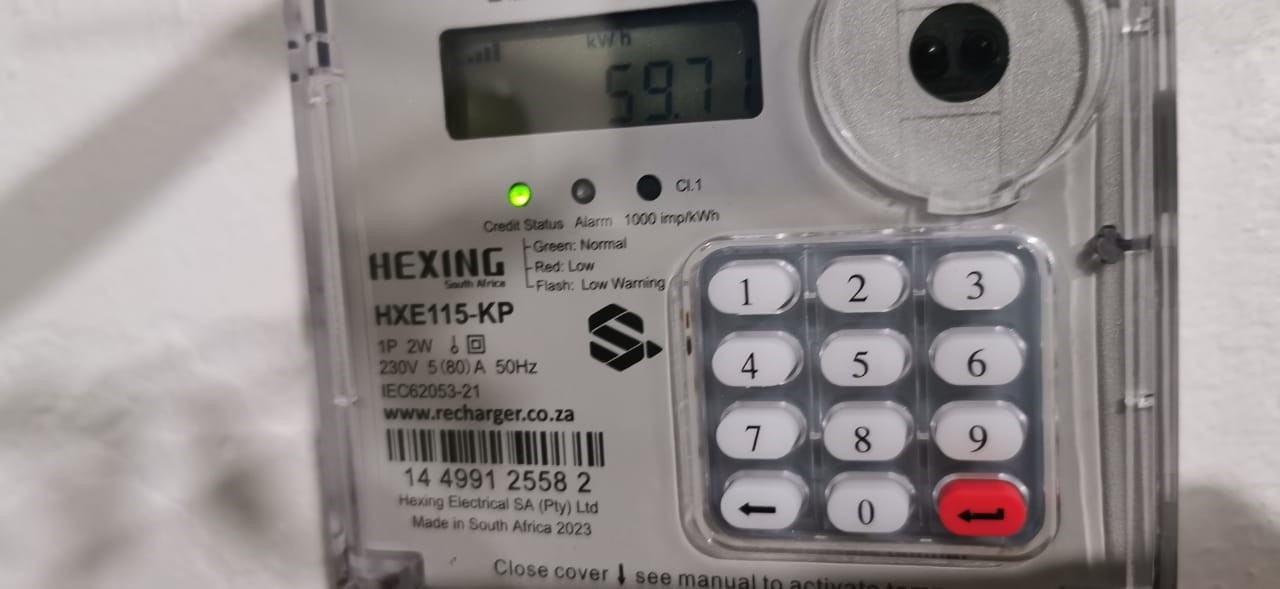 kWh
59.71
Cl.1
Credit Status Alarm 1000 imp/kWh
Green: Normal
Red: Low
Flash: Low Warning
HEXING
South Africa
HXE115-KP
1P 2W
230V 5(80)A 50Hz
IEC62053-21
www.recharger.co.za
14 4991 2558 2
Hexing Electrical SA (Pty) Ltd
Made in South Africa 2023
1 2 3
4 5 6
7 8 9
0
Close cover see manual to activate